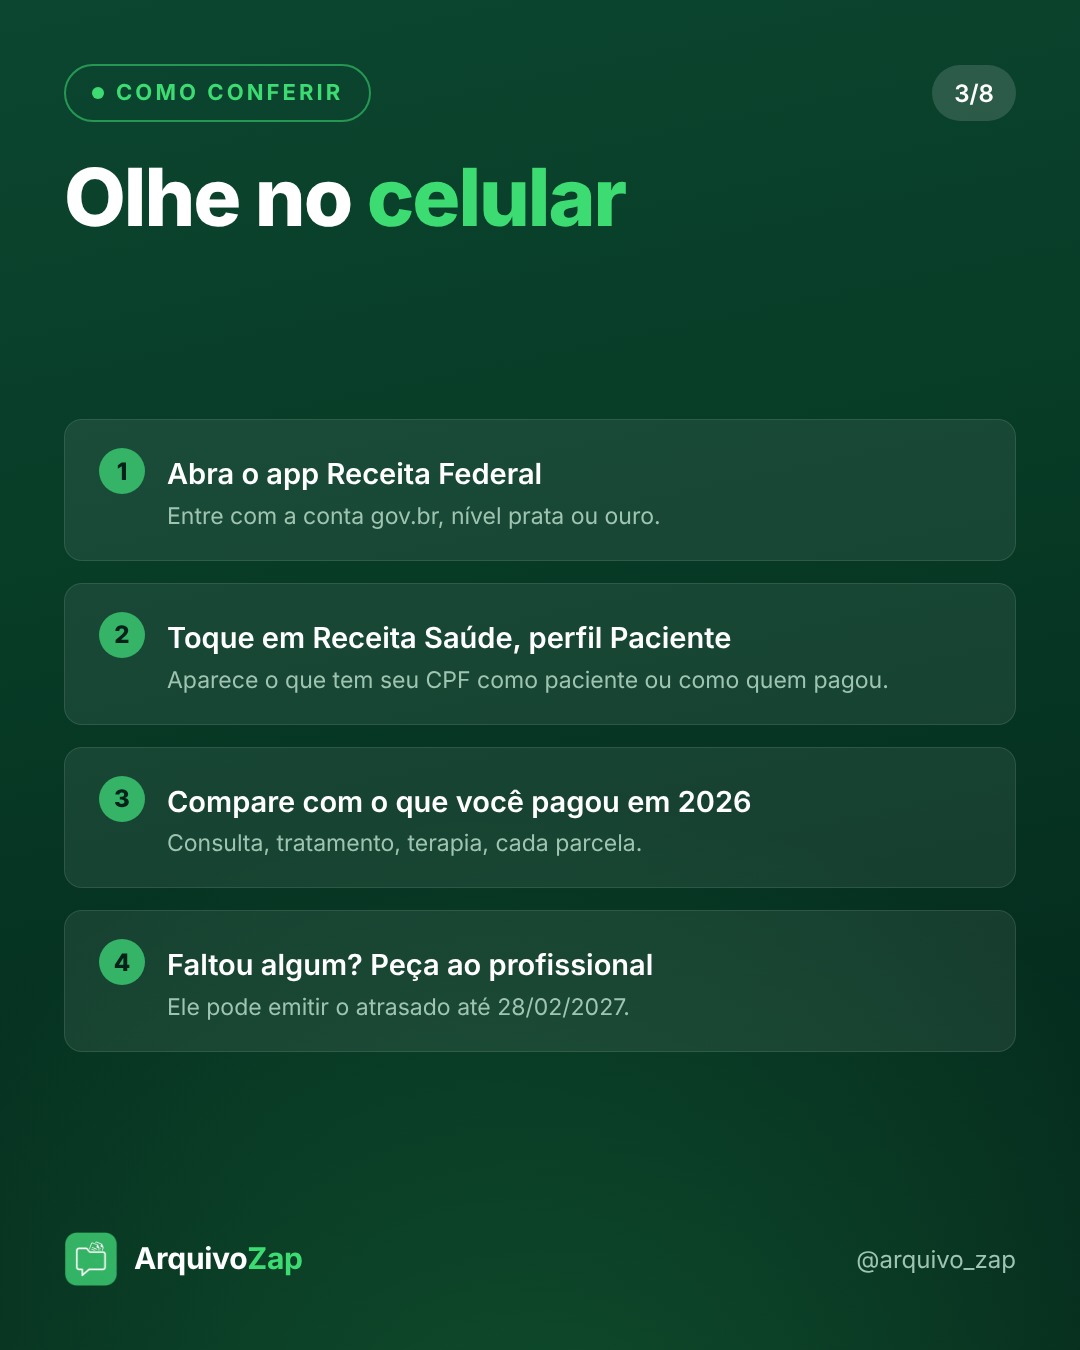 COMO CONFERIR
3/8
Olhe no celular
1
Abra o app Receita Federal
Entre com a conta gov.br, nível prata ou ouro.
2
Toque em Receita Saúde, perfil Paciente
Aparece o que tem seu CPF como paciente ou como quem pagou.
3
Compare com o que você pagou em 2026
Consulta, tratamento, terapia, cada parcela.
4
Faltou algum? Peça ao profissional
Ele pode emitir o atrasado até 28/02/2027.
ArquivoZap
@arquivo_zap